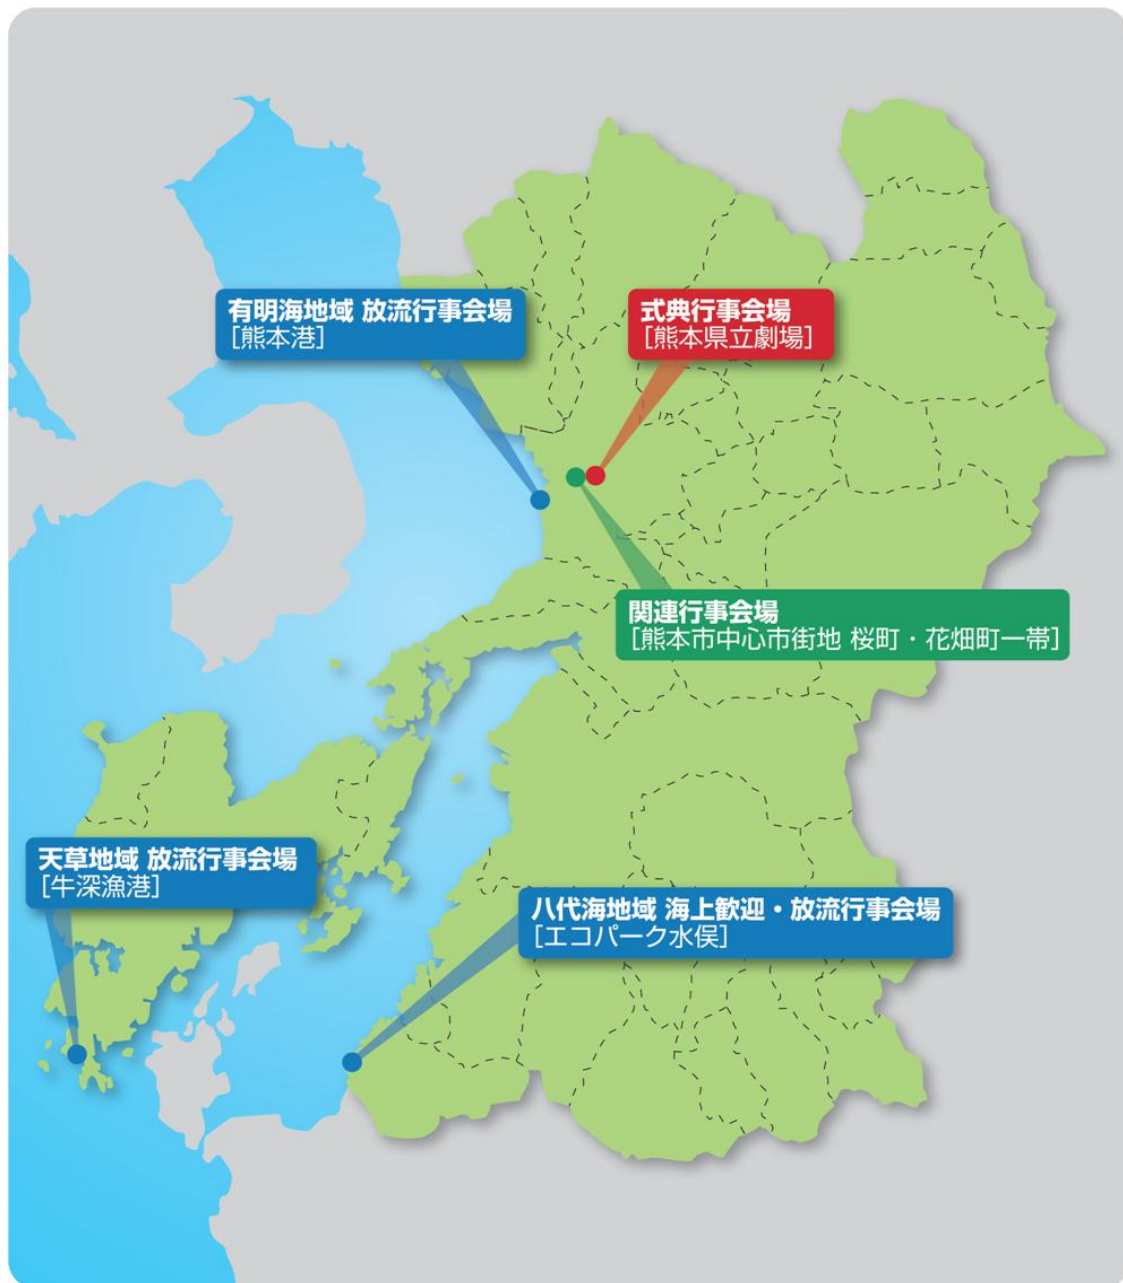 有明海地域 放流行事会場
[熊本港]
式典行事会場
[熊本県立劇場]
関連行事会場
[熊本市中心市街地 桜町・花畑町一帯]
天草地域 放流行事会場
[牛深漁港]
八代海地域 海上歓迎・放流行事会場
[エコパーク水俣]